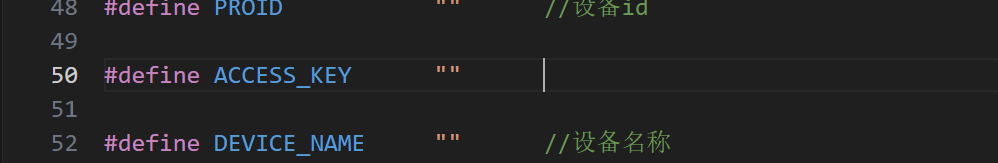 48 #define PROID "" //设备id
49
50 #define ACCESS_KEY ""
51
52 #define DEVICE_NAME "" //设备名称